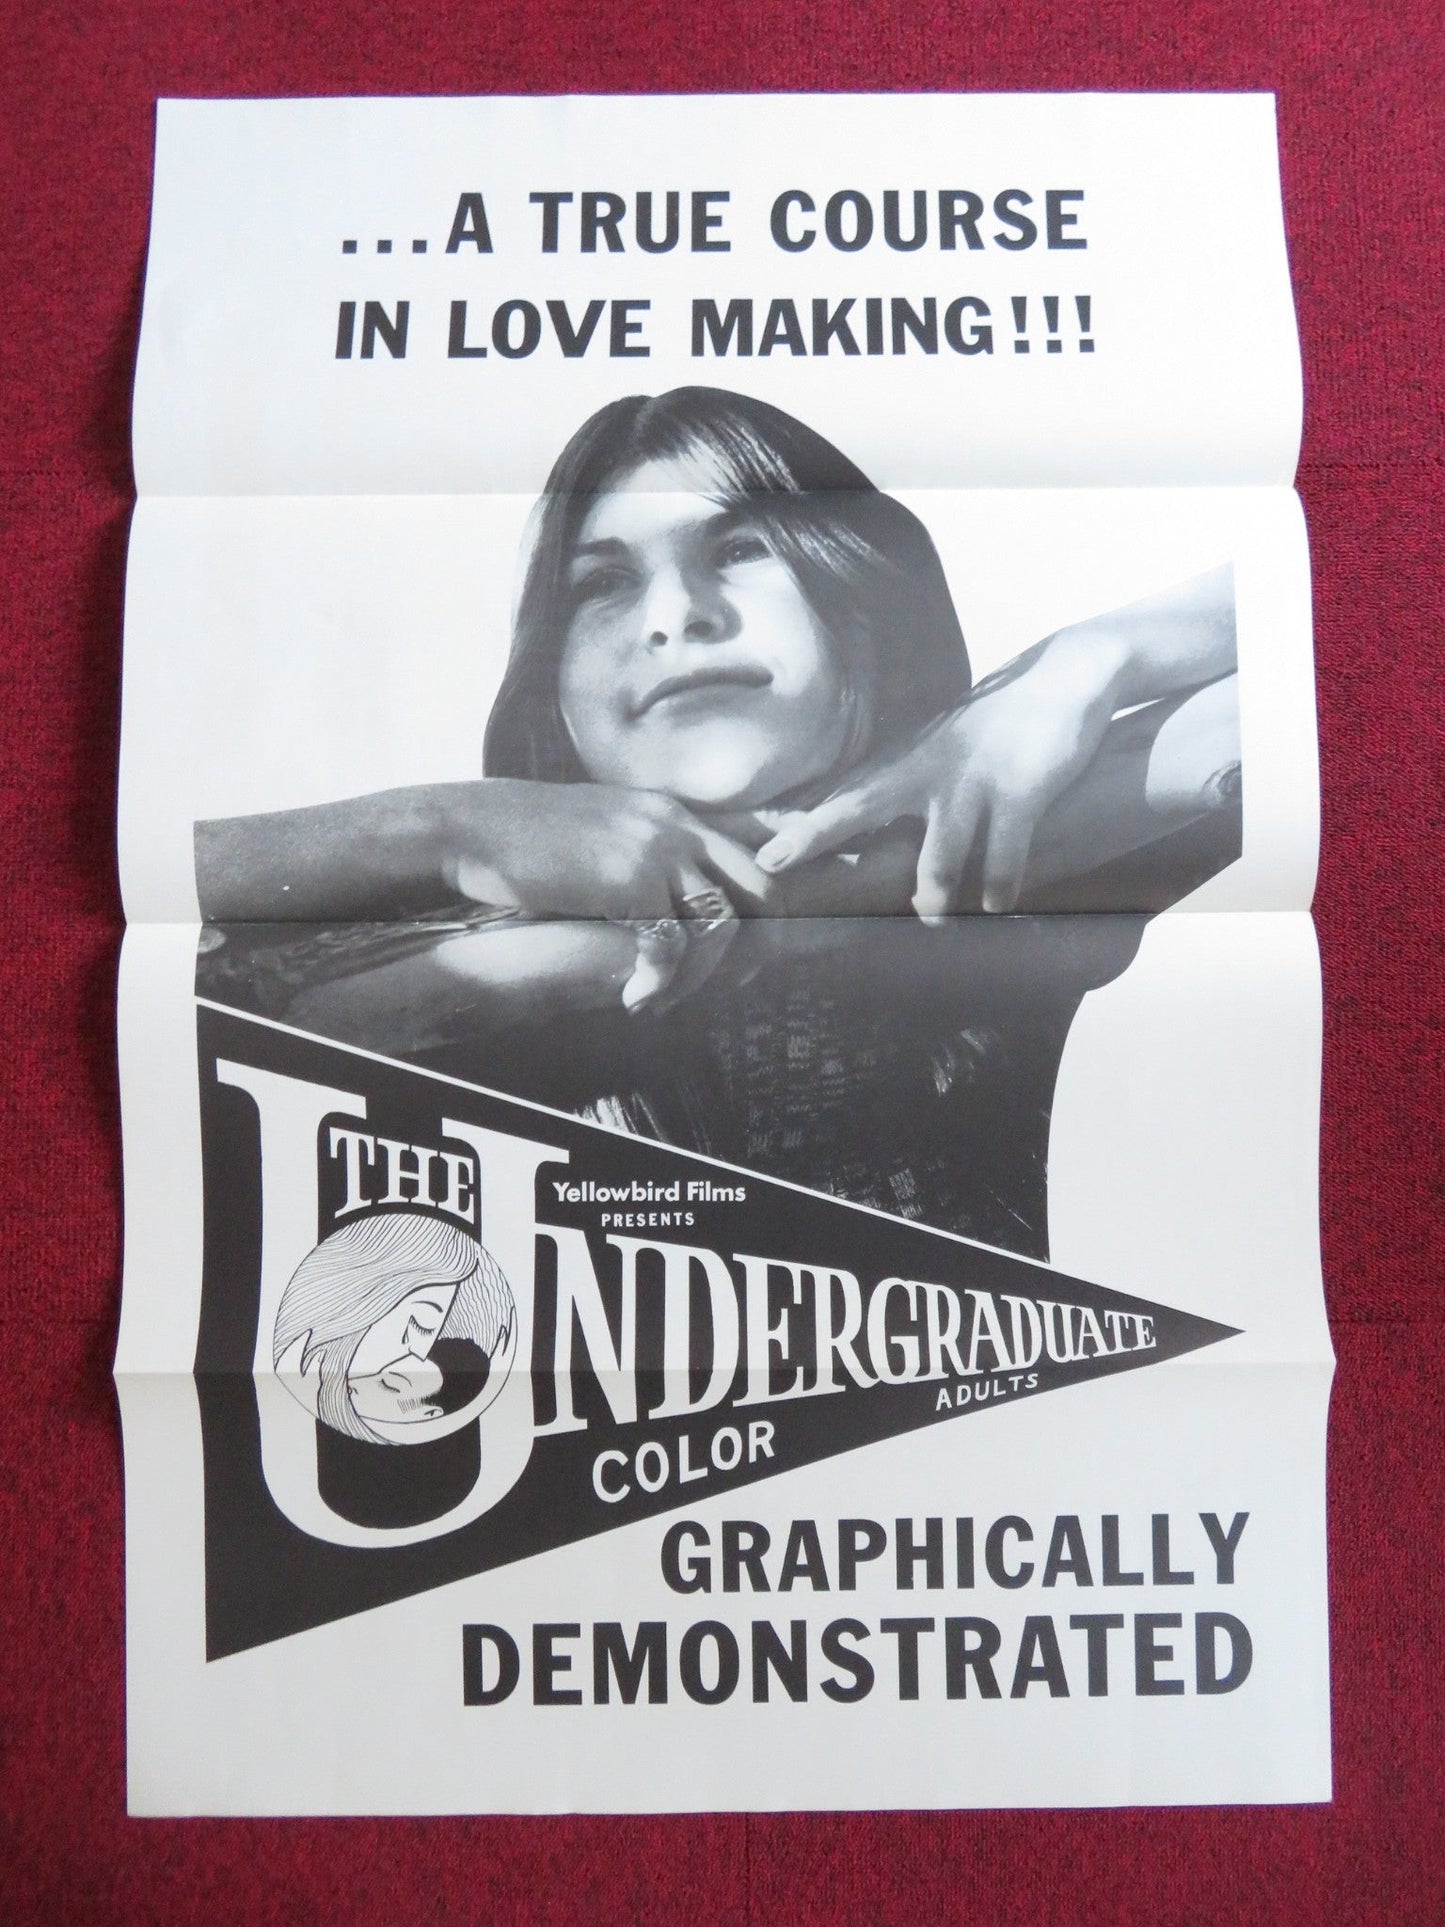 ...A TRUE COURSE
IN LOVE MAKING!!!
Yellowbird Films
PRESENTS
THE
UNDERGRADUATE
ADULTS
COLOR
GRAPHICALLY
DEMONSTRATED